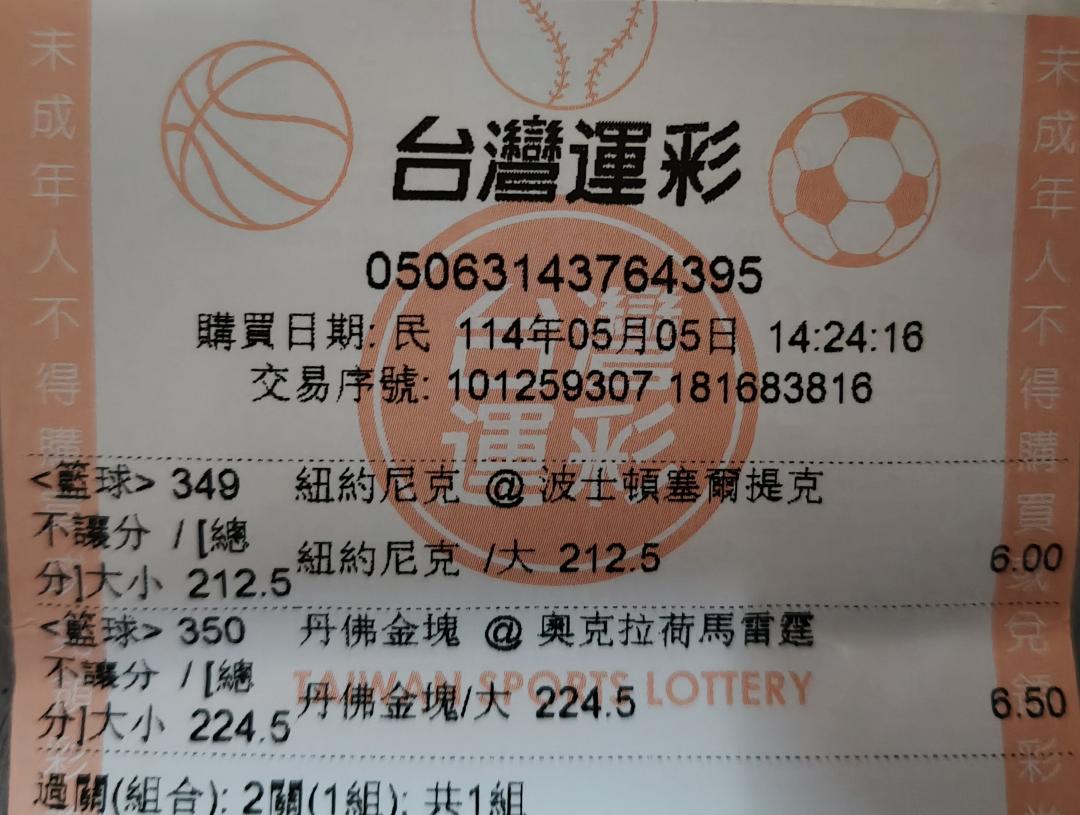 台灣運彩
05063143764395
購買日期: 民 114年05月05日 14:24:16
交易序號: 101259307 181683816
<籃球> 349 紐約尼克 @ 波士頓塞爾提克
不讓分 / [總
分]大小 212.5 紐約尼克 /大 212.5 6.00
<籃球> 350 丹佛金塊 @ 奧克拉荷馬雷霆
不讓分 / [總
分]大小 224.5 丹佛金塊/大 224.5 6.50
過關(組合): 2關(1組); 共1組
台灣
運彩
TAIWAN SPORTS LOTTERY
未成年人不得購
未成年人不得購買或兌領彩